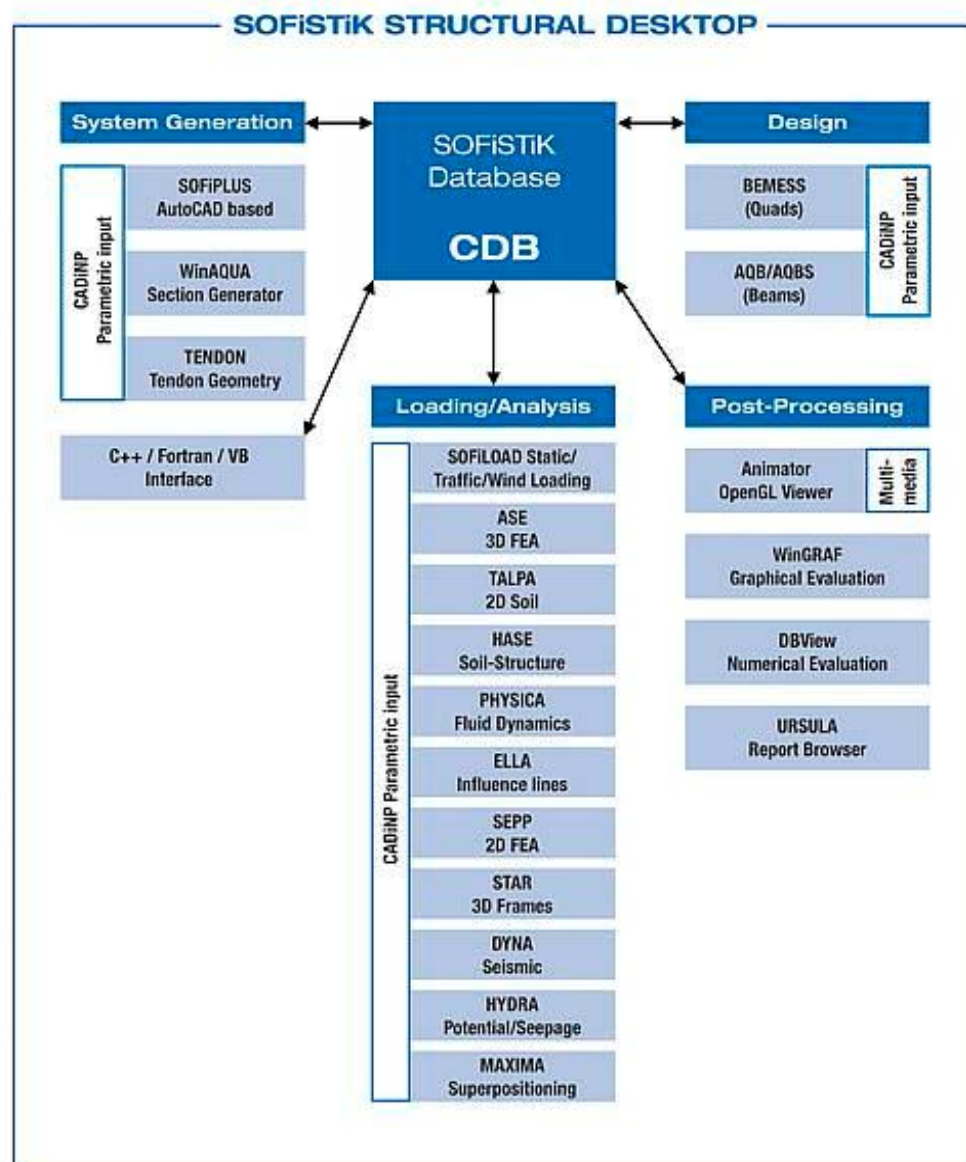 SOFiSTiK STRUCTURAL DESKTOP
System Generation
CADiNP
Parametric input
SOFiPLUS
AutoCAD based
WinAQUA
Section Generator
TENDON
Tendon Geometry
C++ / Fortran / VB
Interface
SOFiSTiK
Database
CDB
Loading/Analysis
CADiNP Parametric input
SOFiLOAD Static/
Traffic/Wind Loading
ASE
3D FEA
TALPA
2D Soil
HASE
Soil-Structure
PHYSICA
Fluid Dynamics
ELLA
Influence lines
SEPP
2D FEA
STAR
3D Frames
DYNA
Seismic
HYDRA
Potential/Seepage
MAXIMA
Superpositioning
Design
BEMESS
(Quads)
AQB/AQBS
(Beams)
CADiNP
Parametric input
Post-Processing
Animator
OpenGL Viewer
Multi-
media
WinGRAF
Graphical Evaluation
DBView
Numerical Evaluation
URSULA
Report Browser